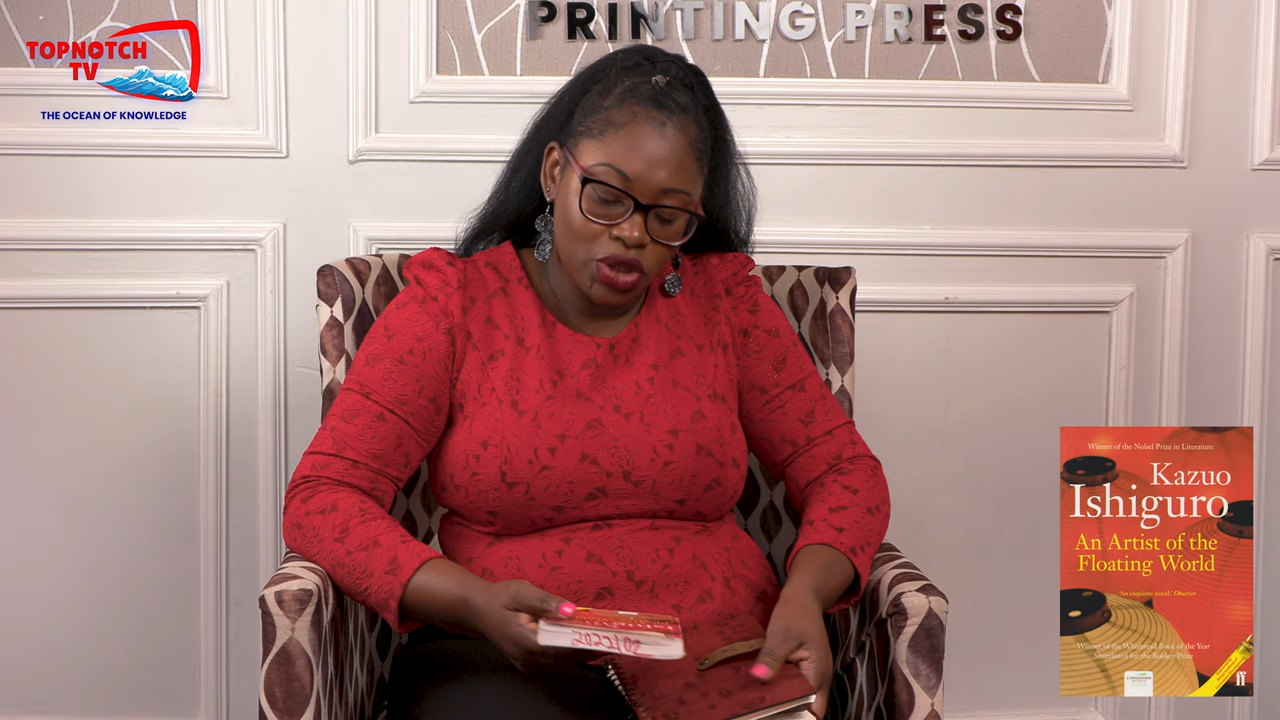 PRINTING PRESS
TOPNOTCH
TV
THE OCEAN OF KNOWLEDGE
Winner of the Nobel Prize in Literature
Kazuo
Ishiguro
An Artist of the
Floating World
'An exquisite novel.' Observer
Winner of the Whitbread Book of the Year
Shortlisted for the Booker Prize
LONGHORN
ff